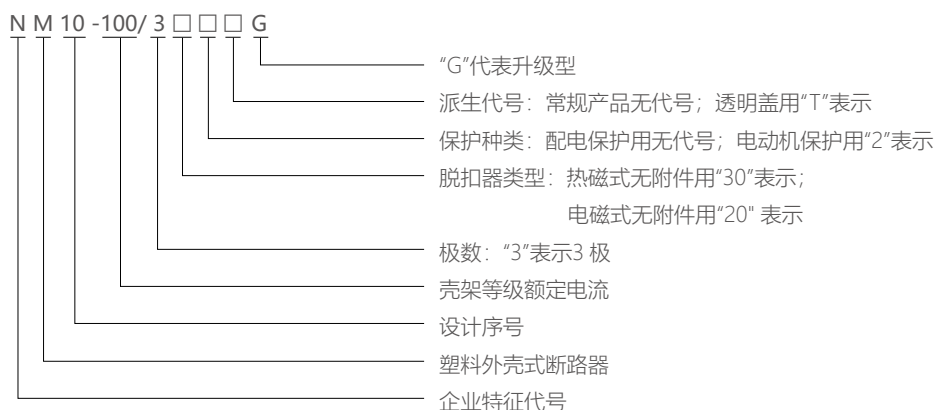 N M 10 -100/ 3 □ □ □ G
“G”代表升级型
派生代号：常规产品无代号；透明盖用“T”表示
保护种类：配电保护用无代号；电动机保护用“2”表示
脱扣器类型：热磁式无附件用“30”表示；
电磁式无附件用“20" 表示
极数：“3”表示3 极
壳架等级额定电流
设计序号
塑料外壳式断路器
企业特征代号